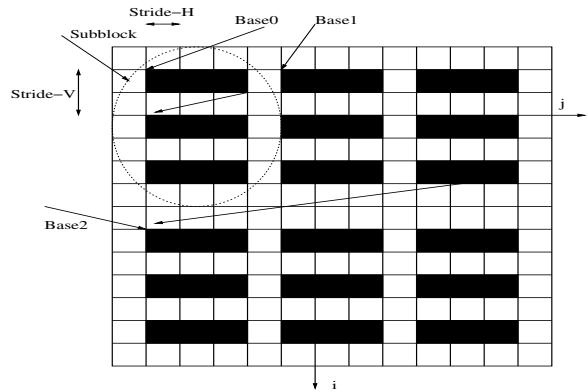 Stride-H
Base0
Base1
Subblock
Stride-V
j
Base2
i